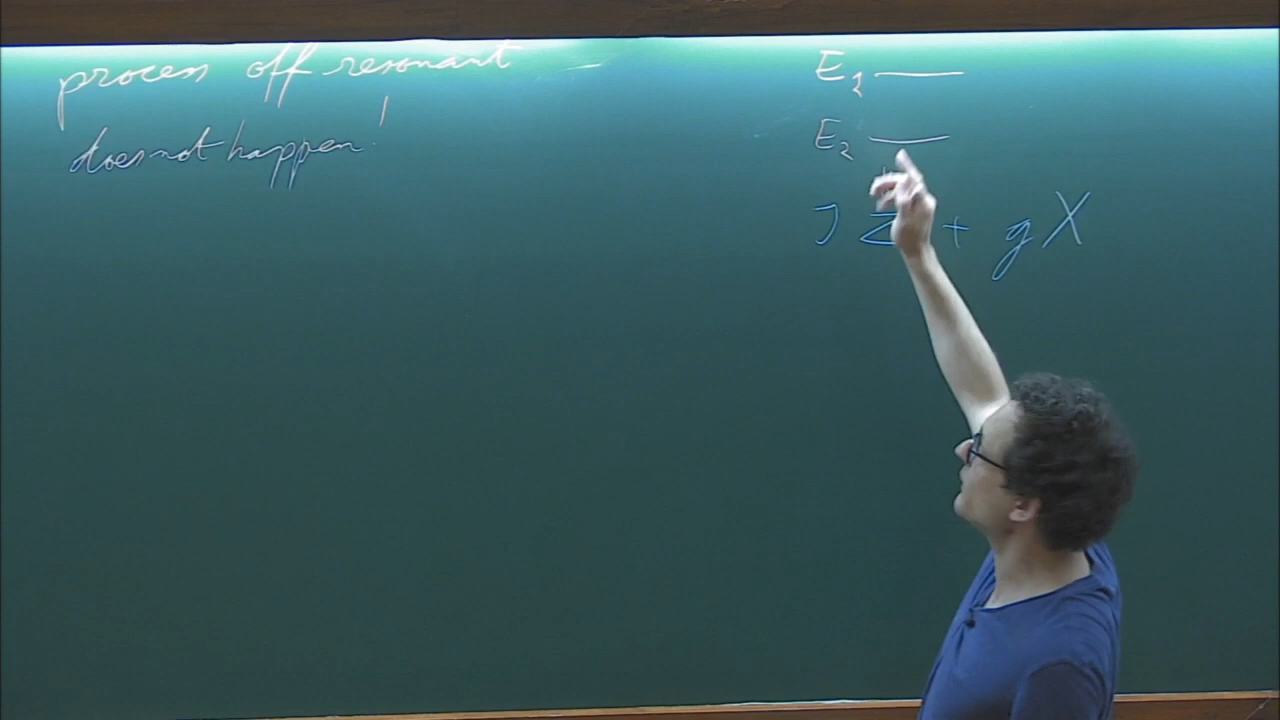 process off resonant
does not happen!
E₁
E₂
J Z + g X